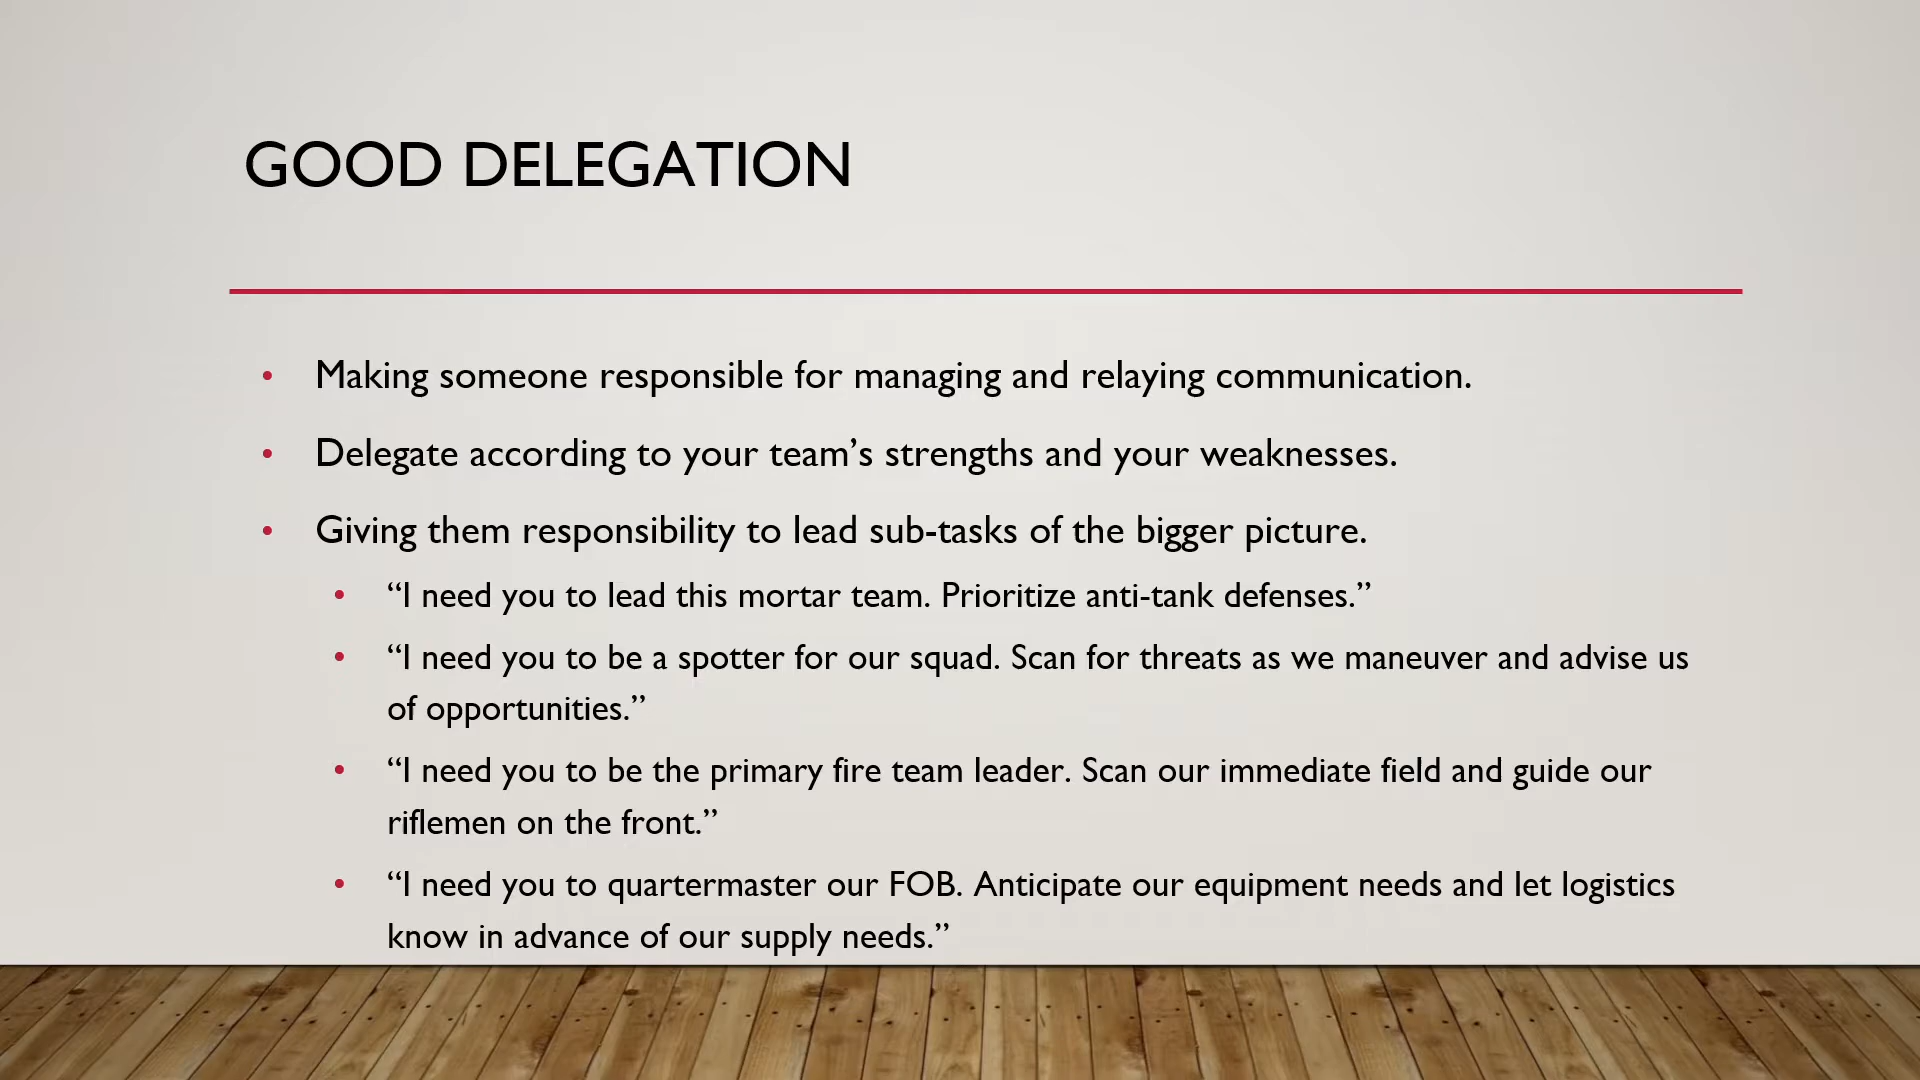 GOOD DELEGATION
• Making someone responsible for managing and relaying communication.
• Delegate according to your team’s strengths and your weaknesses.
• Giving them responsibility to lead sub-tasks of the bigger picture.
• “I need you to lead this mortar team. Prioritize anti-tank defenses.”
• “I need you to be a spotter for our squad. Scan for threats as we maneuver and advise us
of opportunities.”
• “I need you to be the primary fire team leader. Scan our immediate field and guide our
riflemen on the front.”
• “I need you to quartermaster our FOB. Anticipate our equipment needs and let logistics
know in advance of our supply needs.”